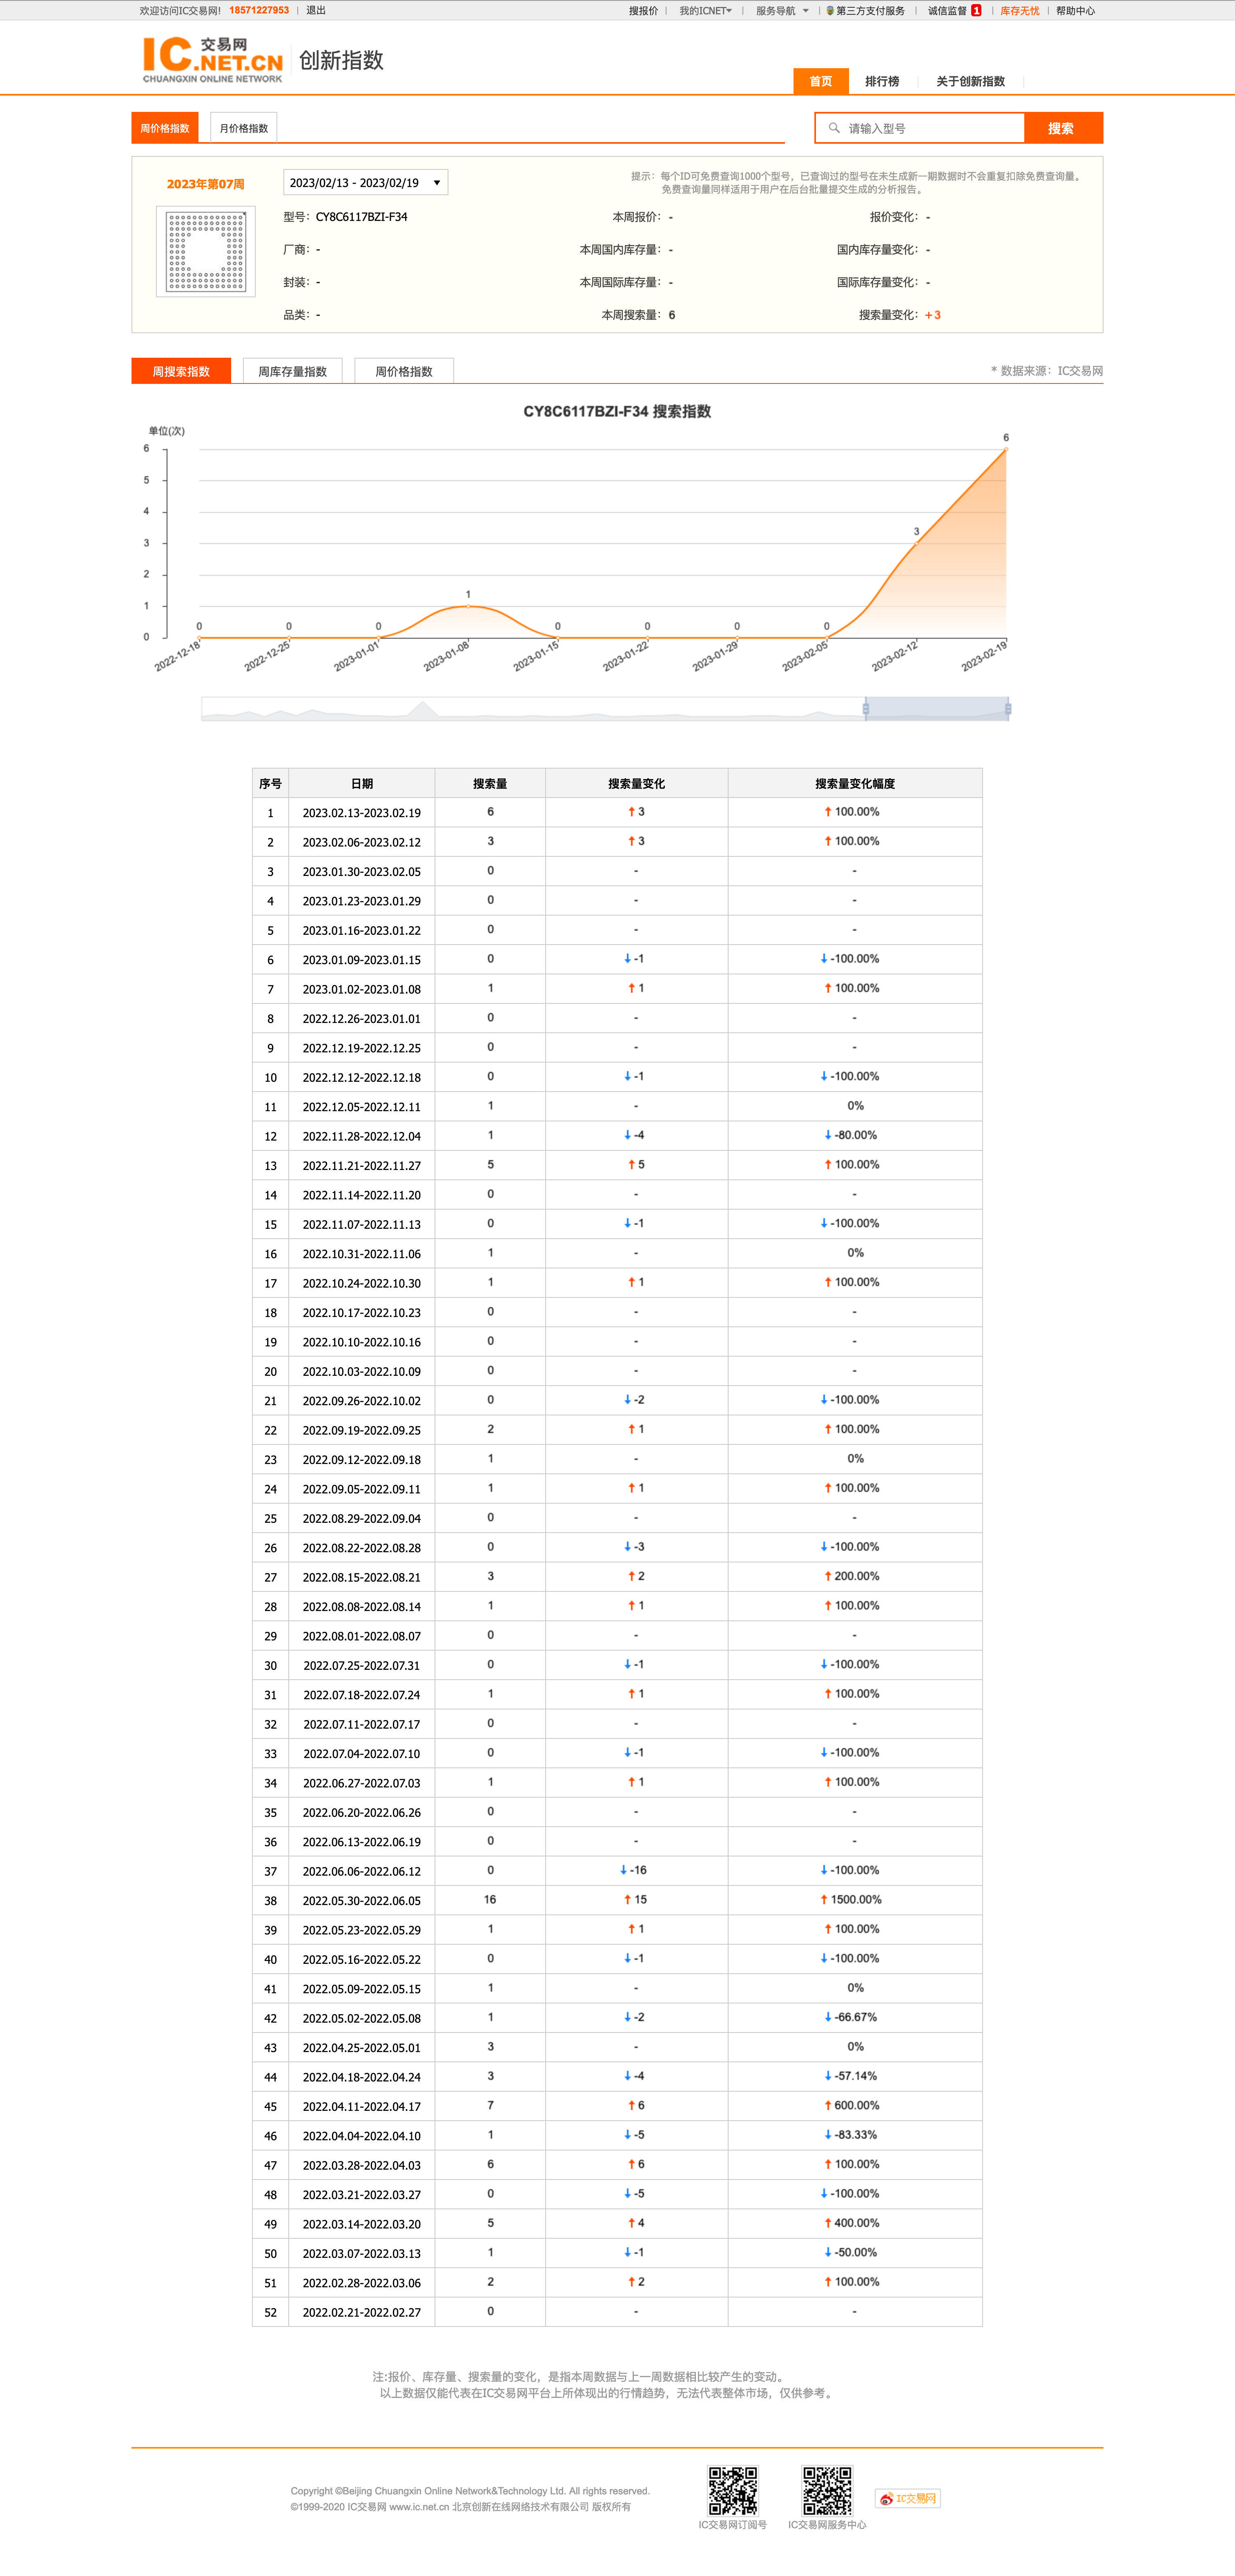 欢迎访问IC交易网! 18571227953 | 退出 搜报价 | 我的ICNET | 服务导航 | 第三方支付服务 | 诚信监督 1 | 库存无忧 | 帮助中心
IC 交易网 .NET.CN CHUANGXIN ONLINE NETWORK 创新指数
首页 排行榜 关于创新指数
周价格指数 月价格指数 请输入型号 搜索
2023年第07周 2023/02/13 - 2023/02/19 提示：每个ID可免费查询1000个型号，已查询过的型号在未生成新一期数据时不会重复扣除免费查询量。
免费查询量同样适用于用户在后台批量提交生成的分析报告。
型号：CY8C6117BZI-F34 本周报价：- 报价变化：-
厂商：- 本周国内库存量：- 国内库存量变化：-
封装：- 本周国际库存量：- 国际库存量变化：-
品类：- 本周搜索量：6 搜索量变化：+3
周搜索指数 周库存量指数 周价格指数 * 数据来源：IC交易网
CY8C6117BZI-F34 搜索指数
单位(次)
6 6
5
4
3 3
2
1 1
0 0 0 0 0 0 0 0
2022-12-18 2022-12-25 2023-01-01 2023-01-08 2023-01-15 2023-01-22 2023-01-29 2023-02-05 2023-02-12 2023-02-19
序号 日期 搜索量 搜索量变化 搜索量变化幅度
1 2023.02.13-2023.02.19 6 ↑3 ↑100.00%
2 2023.02.06-2023.02.12 3 ↑3 ↑100.00%
3 2023.01.30-2023.02.05 0 - -
4 2023.01.23-2023.01.29 0 - -
5 2023.01.16-2023.01.22 0 - -
6 2023.01.09-2023.01.15 0 ↓-1 ↓-100.00%
7 2023.01.02-2023.01.08 1 ↑1 ↑100.00%
8 2022.12.26-2023.01.01 0 - -
9 2022.12.19-2022.12.25 0 - -
10 2022.12.12-2022.12.18 0 ↓-1 ↓-100.00%
11 2022.12.05-2022.12.11 1 - 0%
12 2022.11.28-2022.12.04 1 ↓-4 ↓-80.00%
13 2022.11.21-2022.11.27 5 ↑5 ↑100.00%
14 2022.11.14-2022.11.20 0 - -
15 2022.11.07-2022.11.13 0 ↓-1 ↓-100.00%
16 2022.10.31-2022.11.06 1 - 0%
17 2022.10.24-2022.10.30 1 ↑1 ↑100.00%
18 2022.10.17-2022.10.23 0 - -
19 2022.10.10-2022.10.16 0 - -
20 2022.10.03-2022.10.09 0 - -
21 2022.09.26-2022.10.02 0 ↓-2 ↓-100.00%
22 2022.09.19-2022.09.25 2 ↑1 ↑100.00%
23 2022.09.12-2022.09.18 1 - 0%
24 2022.09.05-2022.09.11 1 ↑1 ↑100.00%
25 2022.08.29-2022.09.04 0 - -
26 2022.08.22-2022.08.28 0 ↓-3 ↓-100.00%
27 2022.08.15-2022.08.21 3 ↑2 ↑200.00%
28 2022.08.08-2022.08.14 1 ↑1 ↑100.00%
29 2022.08.01-2022.08.07 0 - -
30 2022.07.25-2022.07.31 0 ↓-1 ↓-100.00%
31 2022.07.18-2022.07.24 1 ↑1 ↑100.00%
32 2022.07.11-2022.07.17 0 - -
33 2022.07.04-2022.07.10 0 ↓-1 ↓-100.00%
34 2022.06.27-2022.07.03 1 ↑1 ↑100.00%
35 2022.06.20-2022.06.26 0 - -
36 2022.06.13-2022.06.19 0 - -
37 2022.06.06-2022.06.12 0 ↓-16 ↓-100.00%
38 2022.05.30-2022.06.05 16 ↑15 ↑1500.00%
39 2022.05.23-2022.05.29 1 ↑1 ↑100.00%
40 2022.05.16-2022.05.22 0 ↓-1 ↓-100.00%
41 2022.05.09-2022.05.15 1 - 0%
42 2022.05.02-2022.05.08 1 ↓-2 ↓-66.67%
43 2022.04.25-2022.05.01 3 - 0%
44 2022.04.18-2022.04.24 3 ↓-4 ↓-57.14%
45 2022.04.11-2022.04.17 7 ↑6 ↑600.00%
46 2022.04.04-2022.04.10 1 ↓-5 ↓-83.33%
47 2022.03.28-2022.04.03 6 ↑6 ↑100.00%
48 2022.03.21-2022.03.27 0 ↓-5 ↓-100.00%
49 2022.03.14-2022.03.20 5 ↑4 ↑400.00%
50 2022.03.07-2022.03.13 1 ↓-1 ↓-50.00%
51 2022.02.28-2022.03.06 2 ↑2 ↑100.00%
52 2022.02.21-2022.02.27 0 - -
注:报价、库存量、搜索量的变化，是指本周数据与上一周数据相比较产生的变动。
以上数据仅能代表在IC交易网平台上所体现出的行情趋势，无法代表整体市场，仅供参考。
Copyright ©Beijing Chuangxin Online Network&Technology Ltd. All rights reserved.
©1999-2020 IC交易网 www.ic.net.cn 北京创新在线网络技术有限公司 版权所有
IC交易网订阅号 IC交易网服务中心 IC交易网